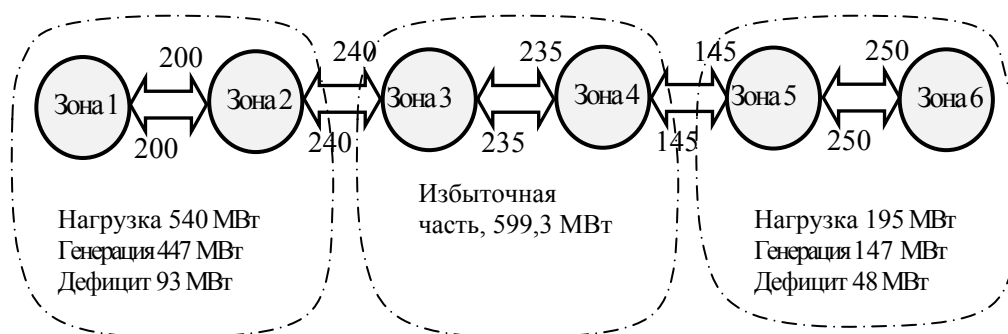 200 240 235 145 250
Зона 1 Зона 2 Зона 3 Зона 4 Зона 5 Зона 6
200 240 235 145 250
Нагрузка 540 МВт
Генерация 447 МВт
Дефицит 93 МВт
Избыточная
часть, 599,3 МВт
Нагрузка 195 МВт
Генерация 147 МВт
Дефицит 48 МВт